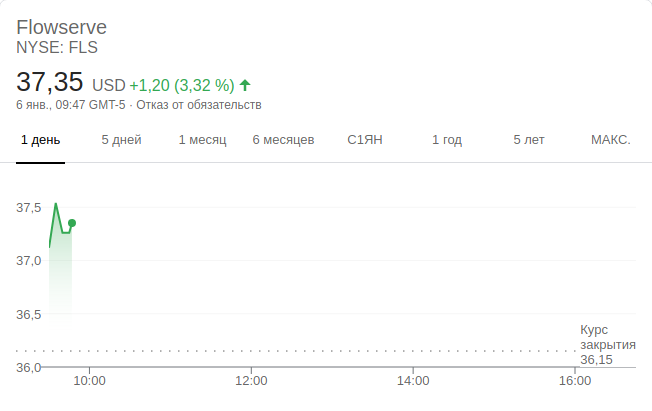 Flowserve
NYSE: FLS
37,35 USD +1,20 (3,32 %)
6 янв., 09:47 GMT-5 · Отказ от обязательств
1 день 5 дней 1 месяц 6 месяцев С1ЯН 1 год 5 лет МАКС.
37,5
37,0
36,5
Курс
закрытия
36,15
36,0
10:00 12:00 14:00 16:00